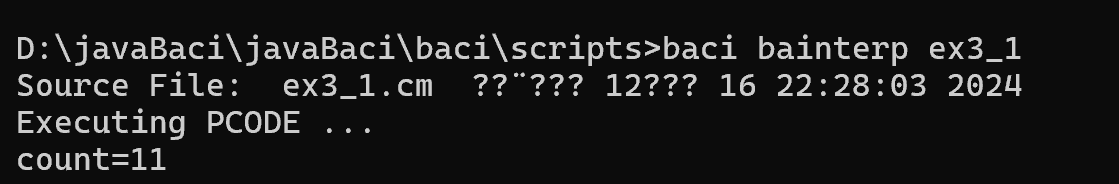 D:\javaBaci\javaBaci\baci\scripts>baci bainterp ex3_1
Source File:  ex3_1.cm  ??¨??? 12??? 16 22:28:03 2024
Executing PCODE ...
count=11